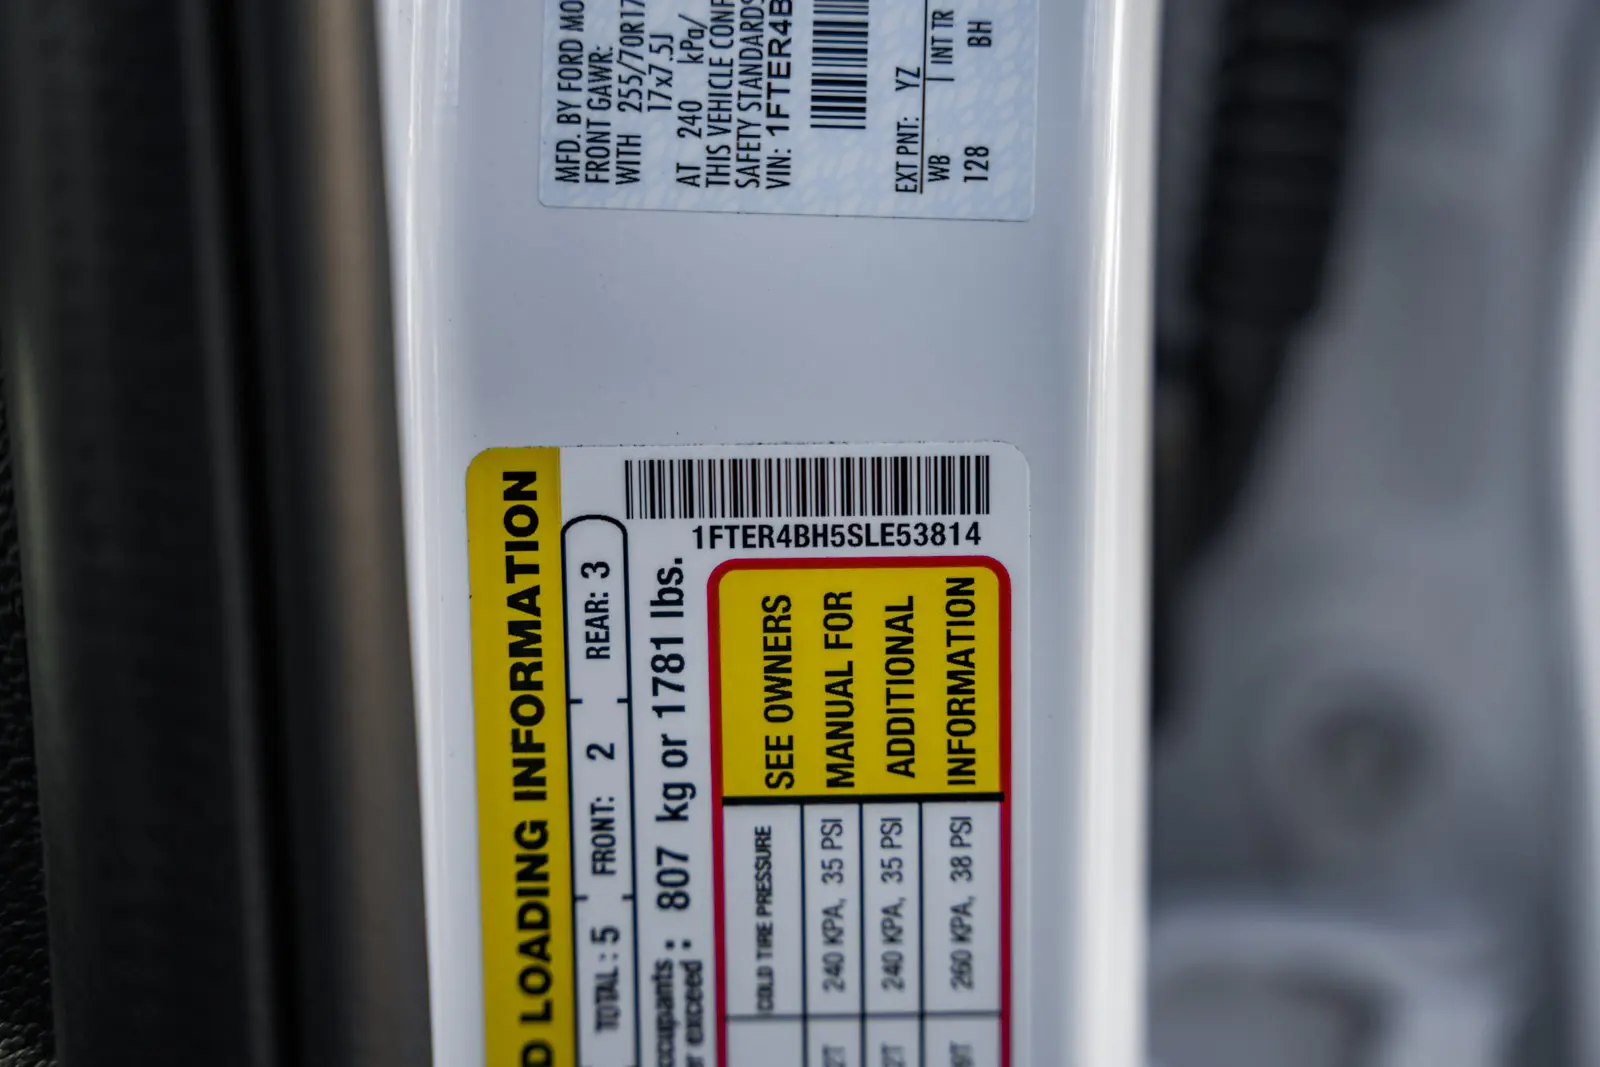 MFD. BY FORD MO
FRONT GAWR:
WITH 255/70R17
17x7.5J
AT 240 kPa/
THIS VEHICLE CONF
SAFETY STANDARDS
VIN: 1FTER4B
EXT PNT: YZ
WB INT TR
128 BH
D LOADING INFORMATION
TOTAL: 5 FRONT: 2 REAR: 3
ccupants : 807 kg or 1781 lbs.
r exceed
1FTER4BH5SLE53814
COLD TIRE PRESSURE
240 KPA, 35 PSI
240 KPA, 35 PSI
260 KPA, 38 PSI
SEE OWNERS
MANUAL FOR
ADDITIONAL
INFORMATION